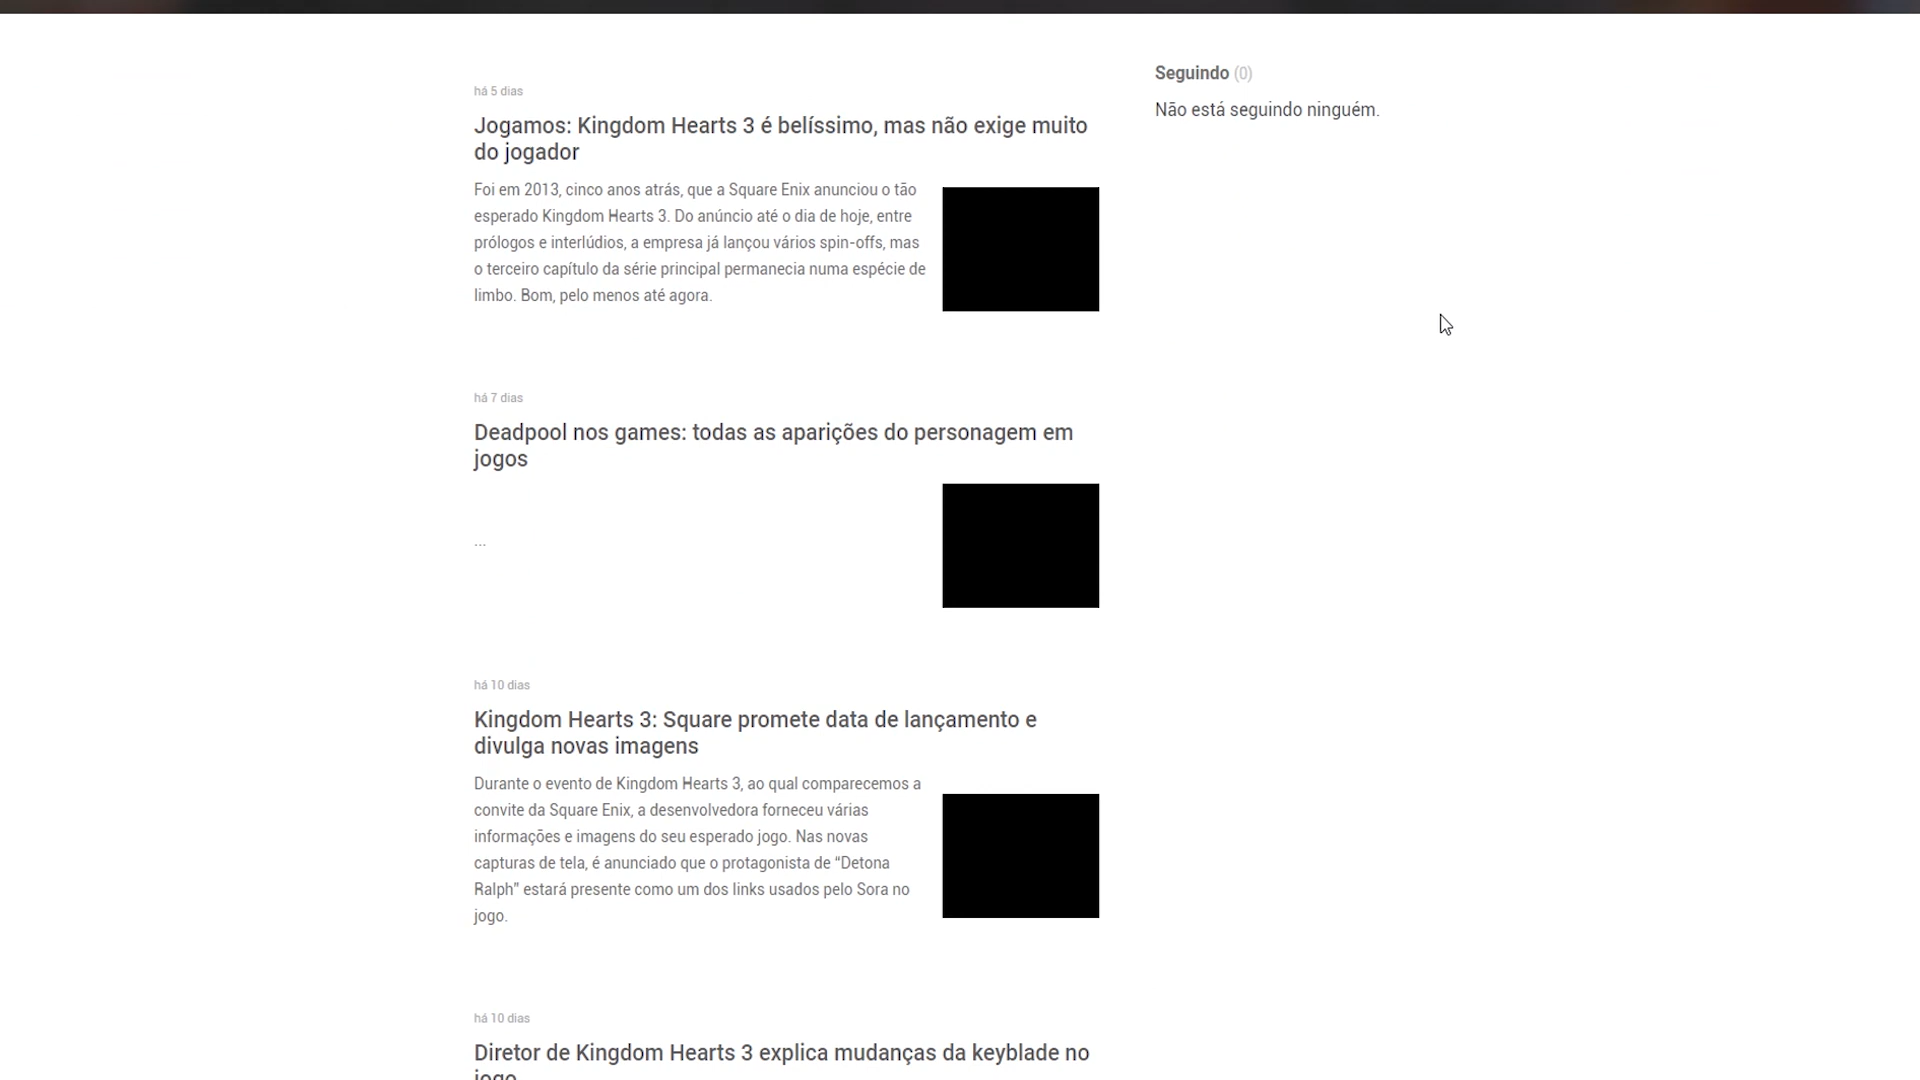 há 5 dias
Jogamos: Kingdom Hearts 3 é belíssimo, mas não exige muito
do jogador
Foi em 2013, cinco anos atrás, que a Square Enix anunciou o tão
esperado Kingdom Hearts 3. Do anúncio até o dia de hoje, entre
prólogos e interlúdios, a empresa já lançou vários spin-offs, mas
o terceiro capítulo da série principal permanecia numa espécie de
limbo. Bom, pelo menos até agora.
há 7 dias
Deadpool nos games: todas as aparições do personagem em
jogos
...
há 10 dias
Kingdom Hearts 3: Square promete data de lançamento e
divulga novas imagens
Durante o evento de Kingdom Hearts 3, ao qual comparecemos a
convite da Square Enix, a desenvolvedora forneceu várias
informações e imagens do seu esperado jogo. Nas novas
capturas de tela, é anunciado que o protagonista de “Detona
Ralph” estará presente como um dos links usados pelo Sora no
jogo.
há 10 dias
Diretor de Kingdom Hearts 3 explica mudanças da keyblade no
jogo
Seguindo (0)
Não está seguindo ninguém.